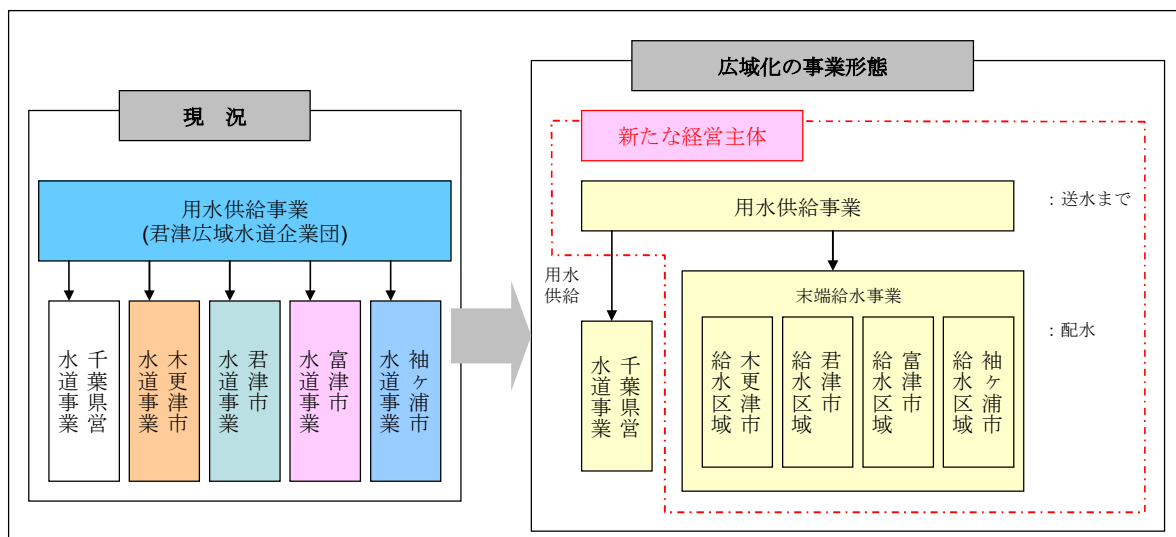 現　況
用水供給事業
(君津広域水道企業団)
千葉県営
水道事業
木更津市
水道事業
君津市
水道事業
富津市
水道事業
袖ヶ浦市
水道事業
広域化の事業形態
新たな経営主体
用水供給事業
：送水まで
用水
供給
千葉県営
水道事業
末端給水事業
：配水
木更津市
給水区域
君津市
給水区域
富津市
給水区域
袖ヶ浦市
給水区域